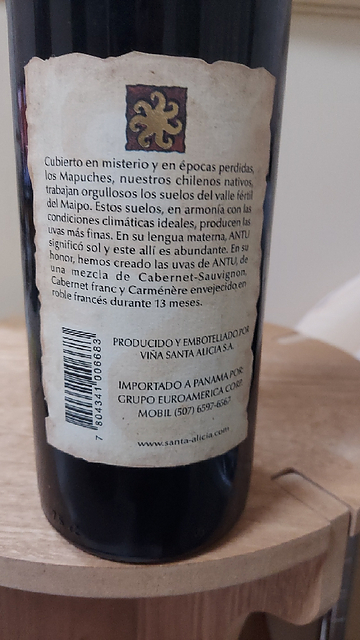 Cubierto en misterio y en épocas perdidas,
los Mapuches, nuestros chilenos nativos,
trabajan orgullosos los suelos del valle fértil
del Maipo. Estos suelos, en armonía con las
condiciones climáticas ideales, producen las
uvas más finas. En su lengua materna, ANTU
significó sol y este allí es abundante. En su
honor, hemos creado las uvas de ANTU, de
una mezcla de Cabernet-Sauvignon,
Cabernet franc y Carménère envejecido en
roble francés durante 13 meses.
PRODUCIDO Y EMBOTELLADO POR
VIÑA SANTA ALICIA S.A.
IMPORTADO A PANAMA POR:
GRUPO EUROAMERICA CORP.
MOBIL (507) 6597-6567
www.santa-alicia.com
7 804341 006683